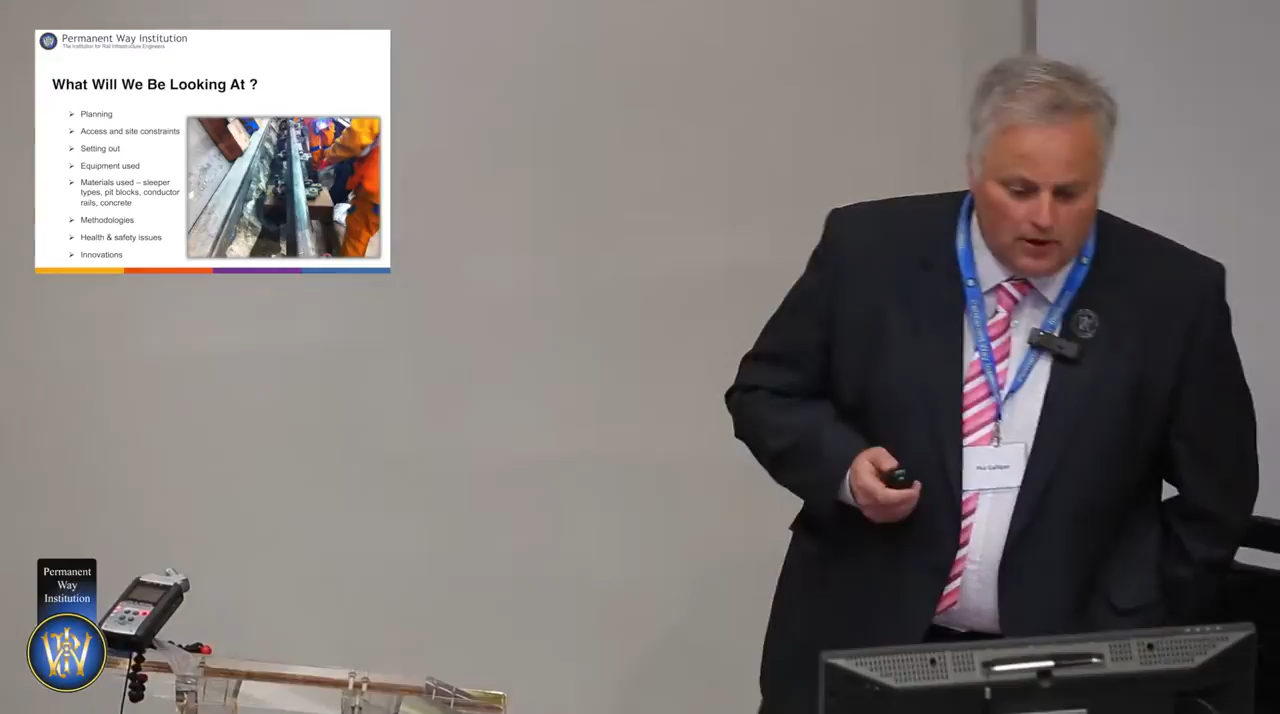 Permanent Way Institution
The Institution for Rail Infrastructure Engineers
What Will We Be Looking At ?
➢ Planning
➢ Access and site constraints
➢ Setting out
➢ Equipment used
➢ Materials used – sleeper
types, pit blocks, conductor
rails, concrete
➢ Methodologies
➢ Health & safety issues
➢ Innovations
Permanent
Way
Institution